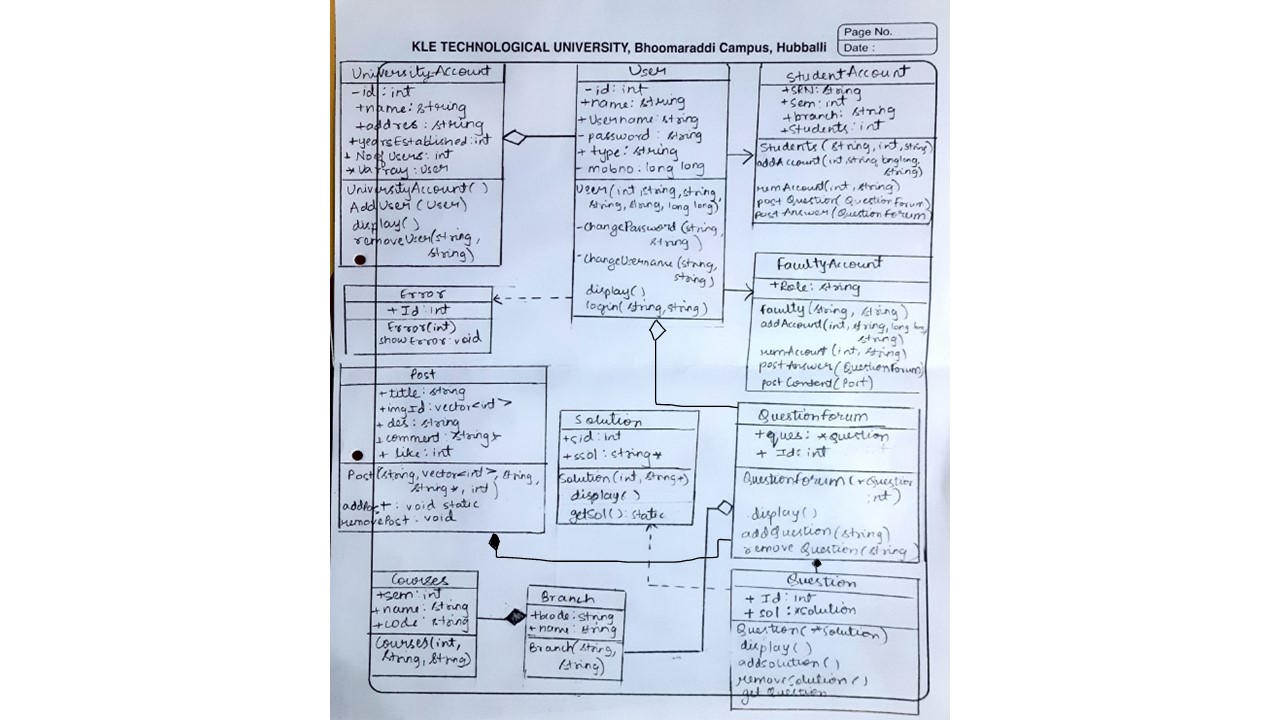 Page No.
Date :
KLE TECHNOLOGICAL UNIVERSITY, Bhoomaraddi Campus, Hubballi
UniversityAccount
- id : int
+ name : string
+ addres : string
+ yearsEstablished : int
+ No of Users : int
UniversityAccount( )
Add User ( User)
display( )
removeUser(string,
string)
User
- id : int
+ name : string
+ Username : string
- password : string
+ type : string
- mobno : long long
User( int , string , string,
string, string, long long)
- changePassword (string,
string )
- changeUsername (string,
string)
display( )
login( string, string)
StudentAccount
+ SRN : string
+ sem : int
+ branch : string
+ students : int
Students ( string, int, string)
addAccount(int, string, longlong,
string)
remAccount(int, string)
post Question( QuestionForum)
post Answer (QuestionForum)
FacultyAccount
+ Role : string
faculty (string, string)
addAccount(int, string, long long,
string)
remAccount (int, string)
postAnswer( QuestionForum)
post Content( Post)
Error
+ Id : int
Error(int)
showError : void
Post
+ title : string
+ imgId : vector<int>
+ des : string
+ comment : string*
+ like : int
Post(string, vector<int>, string,
string *, int )
addPost : void static
removePost : void
Solution
+ sid : int
+ ssol : string *
Solution (int, string*)
display( )
getSol( ) : static
QuestionForum
+ ques : *question
+ Id : int
QuestionForum ( *Question
int )
display( )
addQuestion (string)
remove Question (string)
Courses
+ sem : int
+ name : string
+ code : string
Courses(int,
string, string)
Branch
+ bcode : string
+ name : string
Branch(string,
string)
Question
+ Id : int
+ sol : *solution
Question( *solution)
display( )
addsolution ( )
removeSolution ( )
get Question